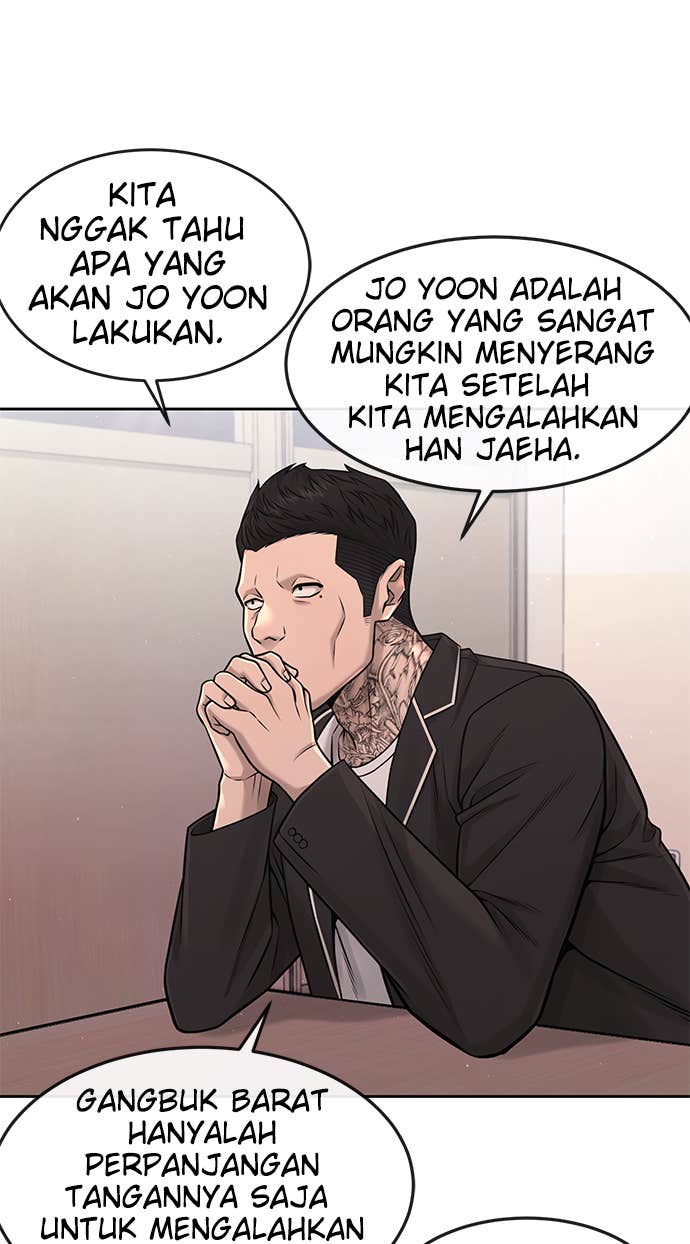 KITA
NGGAK TAHU
APA YANG
AKAN JO YOON
LAKUKAN.
JO YOON ADALAH
ORANG YANG SANGAT
MUNGKIN MENYERANG
KITA SETELAH
KITA MENGALAHKAN
HAN JAEHA.
GANGBUK BARAT
HANYALAH
PERPANJANGAN
TANGANNYA SAJA
UNTUK MENGALAHKAN